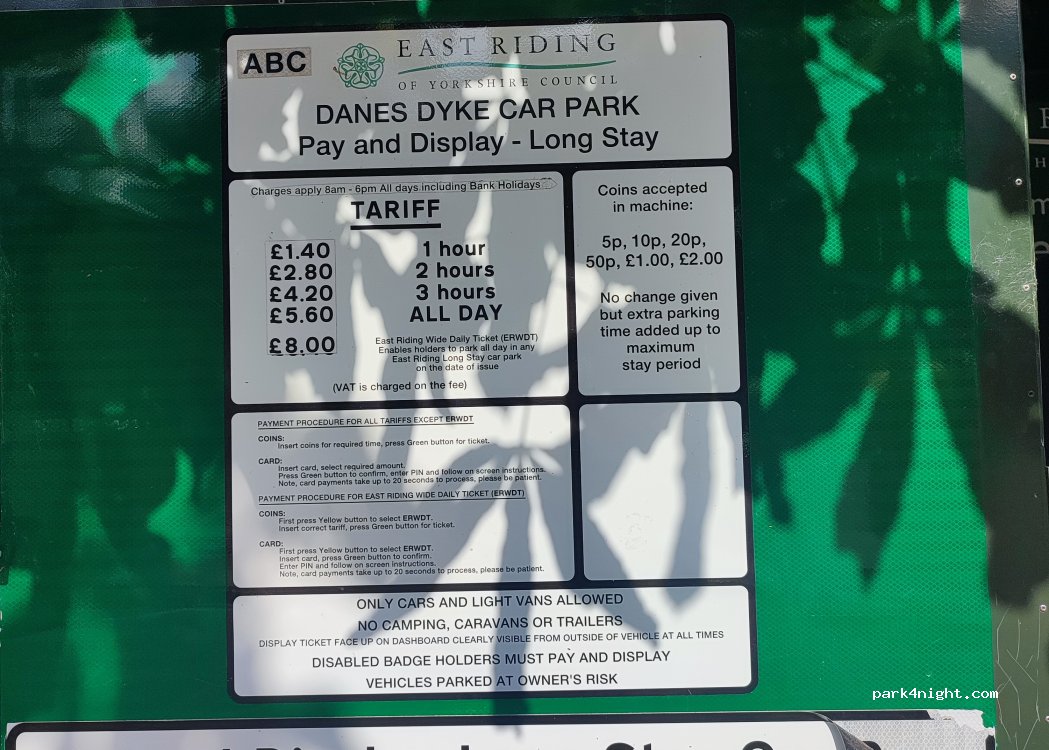 ABC
EAST RIDING
OF YORKSHIRE COUNCIL
DANES DYKE CAR PARK
Pay and Display - Long Stay
Charges apply 8am - 6pm All days including Bank Holidays
TARIFF
£1.40 1 hour
£2.80 2 hours
£4.20 3 hours
£5.60 ALL DAY
£8.00 East Riding Wide Daily Ticket (ERWDT)
Enables holders to park all day in any
East Riding Long Stay car park
on the date of issue
(VAT is charged on the fee)
Coins accepted
in machine:
5p, 10p, 20p,
50p, £1.00, £2.00
No change given
but extra parking
time added up to
maximum
stay period
PAYMENT PROCEDURE FOR ALL TARIFFS EXCEPT ERWDT
COINS:
Insert coins for required time, press Green button for ticket.
CARD:
Insert card, select required amount.
Press Green button to confirm, enter PIN and follow on screen instructions.
Note, card payments take up to 20 seconds to process, please be patient.
PAYMENT PROCEDURE FOR EAST RIDING WIDE DAILY TICKET (ERWDT)
COINS:
First press Yellow button to select ERWDT.
Insert correct tariff, press Green button for ticket.
CARD:
First press Yellow button to select ERWDT.
Insert card, press Green button to confirm.
Enter PIN and follow on screen instructions.
Note, card payments take up to 20 seconds to process, please be patient.
ONLY CARS AND LIGHT VANS ALLOWED
NO CAMPING, CARAVANS OR TRAILERS
DISPLAY TICKET FACE UP ON DASHBOARD CLEARLY VISIBLE FROM OUTSIDE OF VEHICLE AT ALL TIMES
DISABLED BADGE HOLDERS MUST PAY AND DISPLAY
VEHICLES PARKED AT OWNER'S RISK
park4night.com